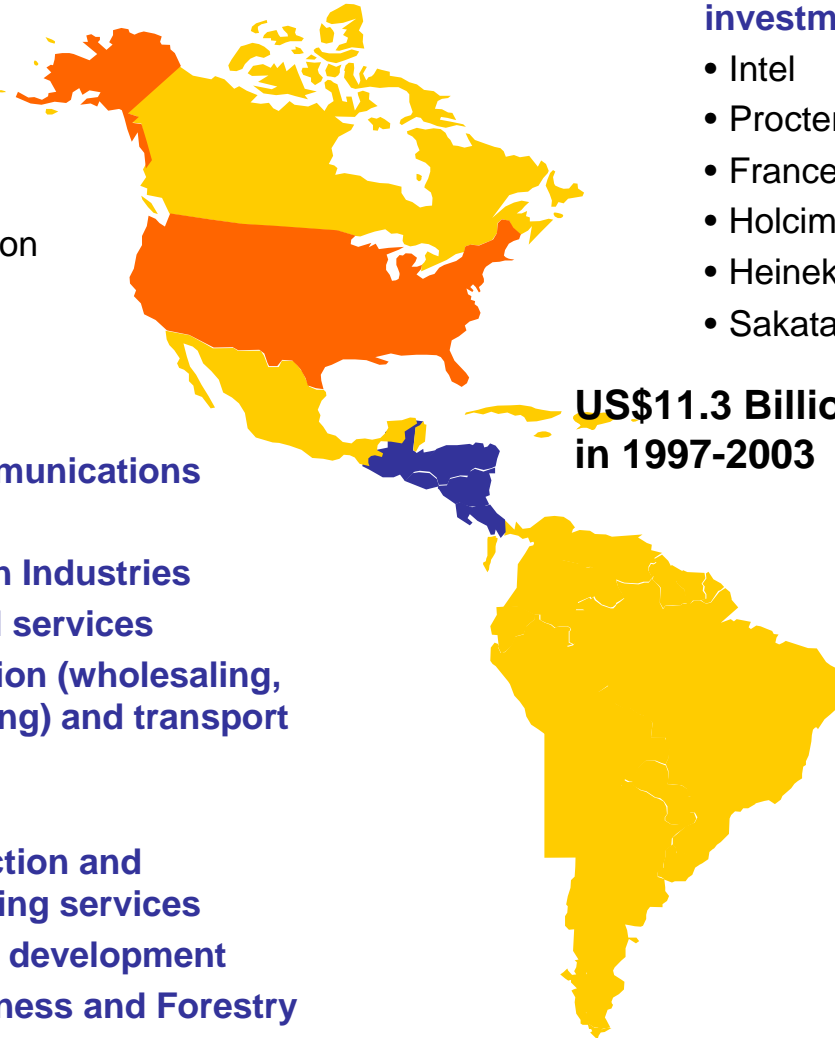 investm
• Intel
• Procter
• France
• Holcim
• Heinek
• Sakata
on
US$11.3 Billio
in 1997-2003
munications
n Industries
l services
ion (wholesaling,
ng) and transport
ction and
ing services
development
ness and Forestry